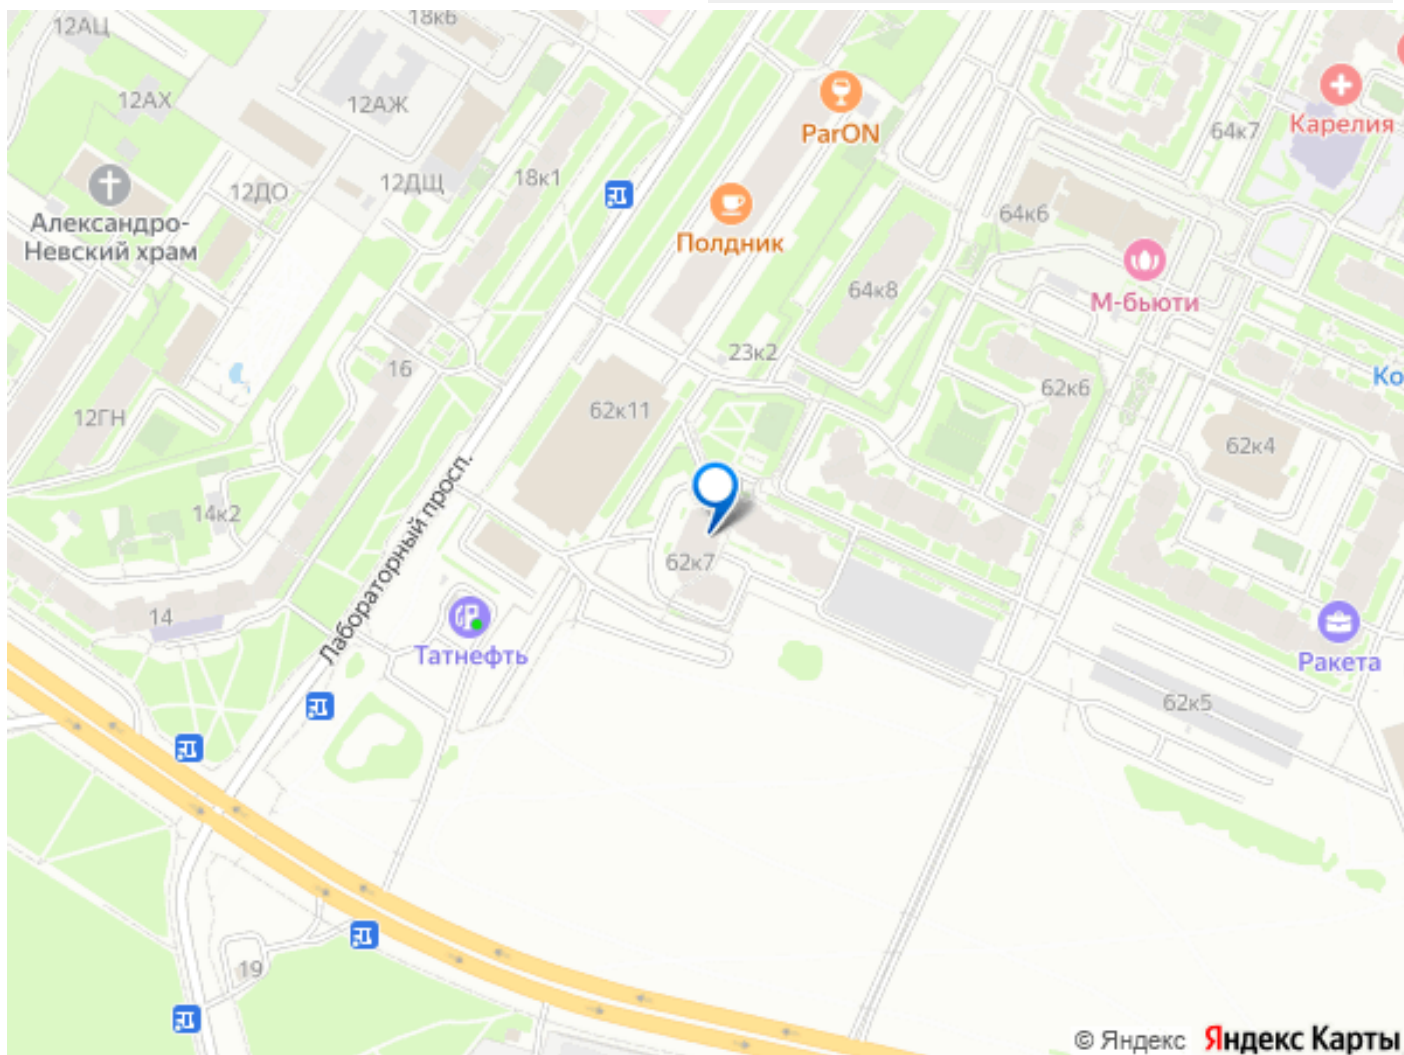 12АЦ
18к6
12АХ
12АЖ
ParON
Карелия
64к7
12ДО
12ДЩ
18к1
Александро-
Невский храм
Полдник
64к6
64к8
М-бьюти
23к2
16
62к6
Ко
12ГН
62к11
62к4
14к2
Лабораторный просп.
62к7
14
Татнефть
Ракета
62к5
19
© Яндекс Яндекс Карты